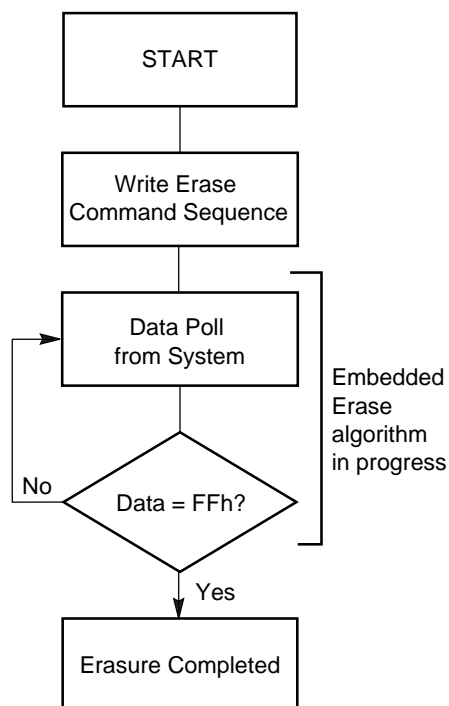 START
Write Erase
Command Sequence
Data Poll
from System
Embedded
Erase
algorithm
in progress
No
Data = FFh?
Yes
Erasure Completed